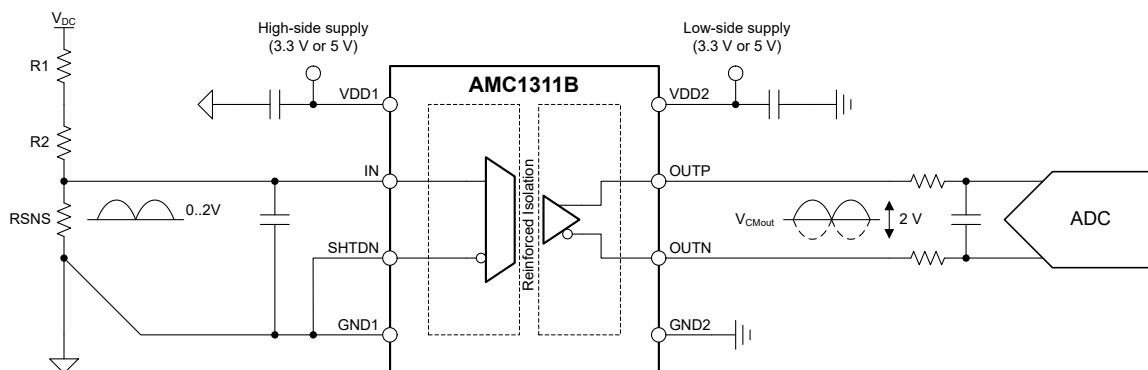 VDC
R1
R2
RSNS
0..2V
High-side supply
(3.3 V or 5 V)
VDD1
IN
SHTDN
GND1
AMC1311B
Reinforced Isolation
Low-side supply
(3.3 V or 5 V)
VDD2
OUTP
OUTN
GND2
VCMout
2 V
ADC